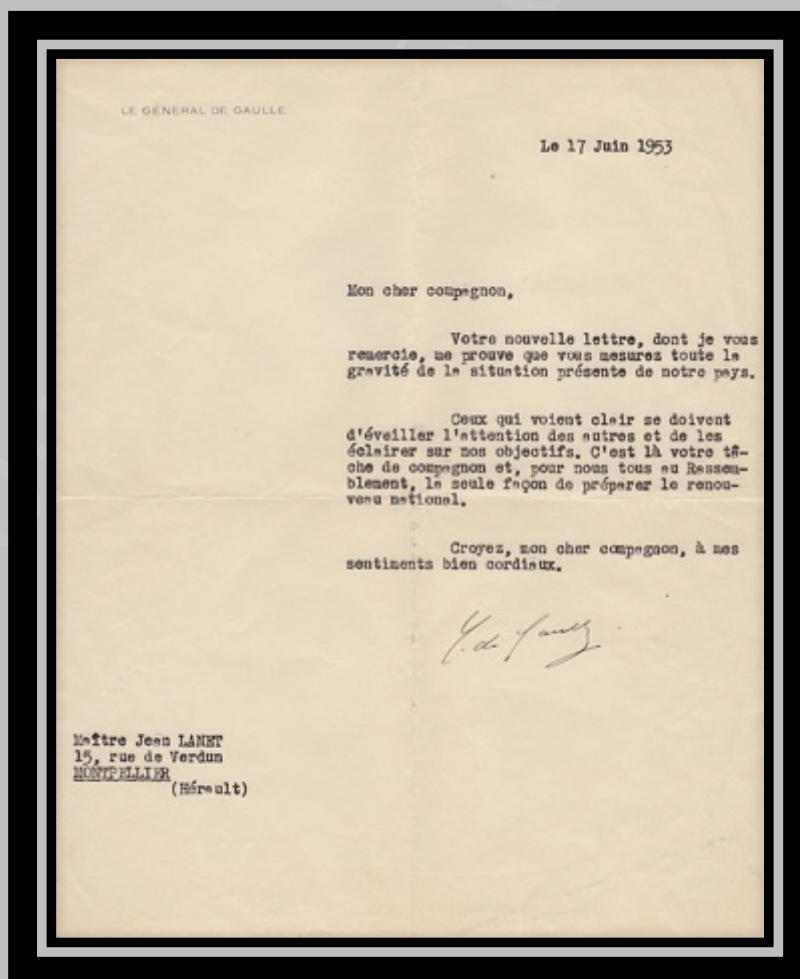 LE GÉNÉRAL DE GAULLE
Le 17 Juin 1953
Mon cher compagnon,
Votre nouvelle lettre, dont je vous
remercie, me prouve que vous mesurez toute la
gravité de la situation présente de notre pays.
Ceux qui voient clair se doivent
d'éveiller l'attention des autres et de les
éclairer sur nos objectifs. C'est là votre tâ-
che de compagnon et, pour nous tous au Rassem-
blement, la seule façon de préparer le renou-
veau national.
Croyez, mon cher compagnon, à mes
sentiments bien cordiaux.
C. de Gaulle
Maître Jean LANET
15, rue de Verdun
MONTPELLIER
(Hérault)